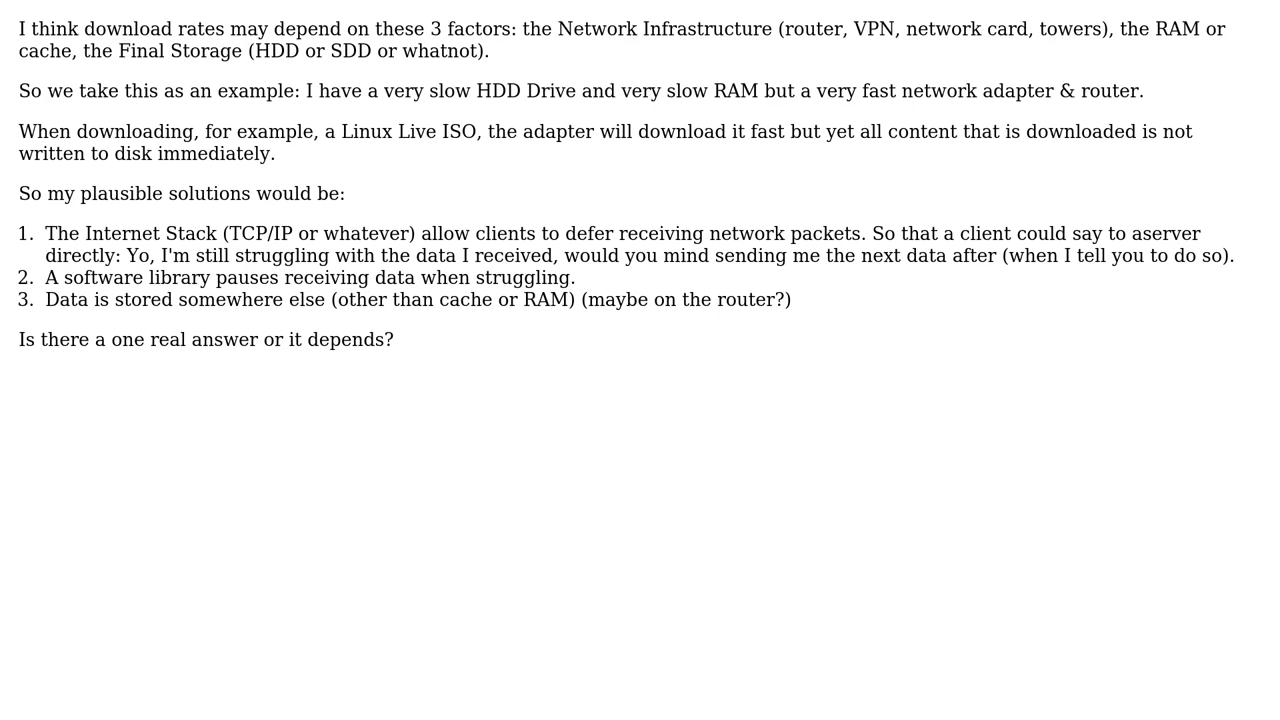 I think download rates may depend on these 3 factors: the Network Infrastructure (router, VPN, network card, towers), the RAM or
cache, the Final Storage (HDD or SDD or whatnot).
So we take this as an example: I have a very slow HDD Drive and very slow RAM but a very fast network adapter & router.
When downloading, for example, a Linux Live ISO, the adapter will download it fast but yet all content that is downloaded is not
written to disk immediately.
So my plausible solutions would be:
1. The Internet Stack (TCP/IP or whatever) allow clients to defer receiving network packets. So that a client could say to aserver
directly: Yo, I'm still struggling with the data I received, would you mind sending me the next data after (when I tell you to do so).
2. A software library pauses receiving data when struggling.
3. Data is stored somewhere else (other than cache or RAM) (maybe on the router?)
Is there a one real answer or it depends?